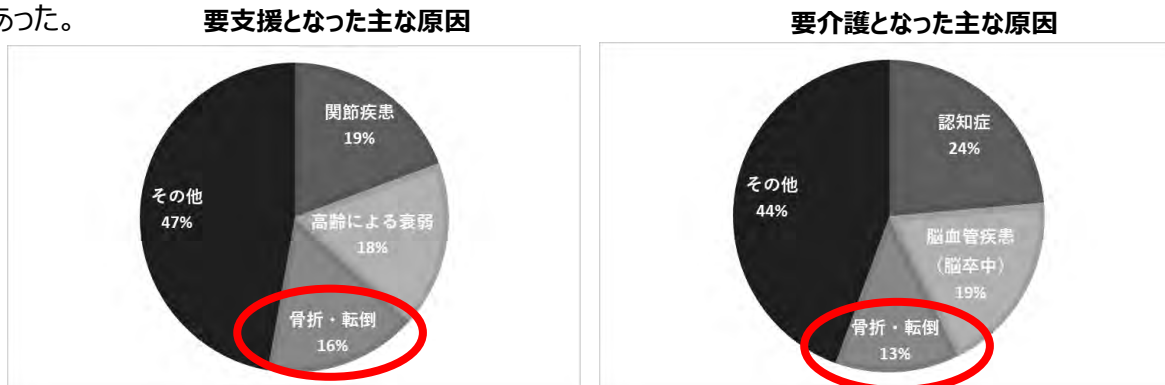 あった。
要支援となった主な原因
関節疾患
19%
高齢による衰弱
18%
骨折・転倒
16%
その他
47%
要介護となった主な原因
認知症
24%
脳血管疾患
（脳卒中）
19%
骨折・転倒
13%
その他
44%